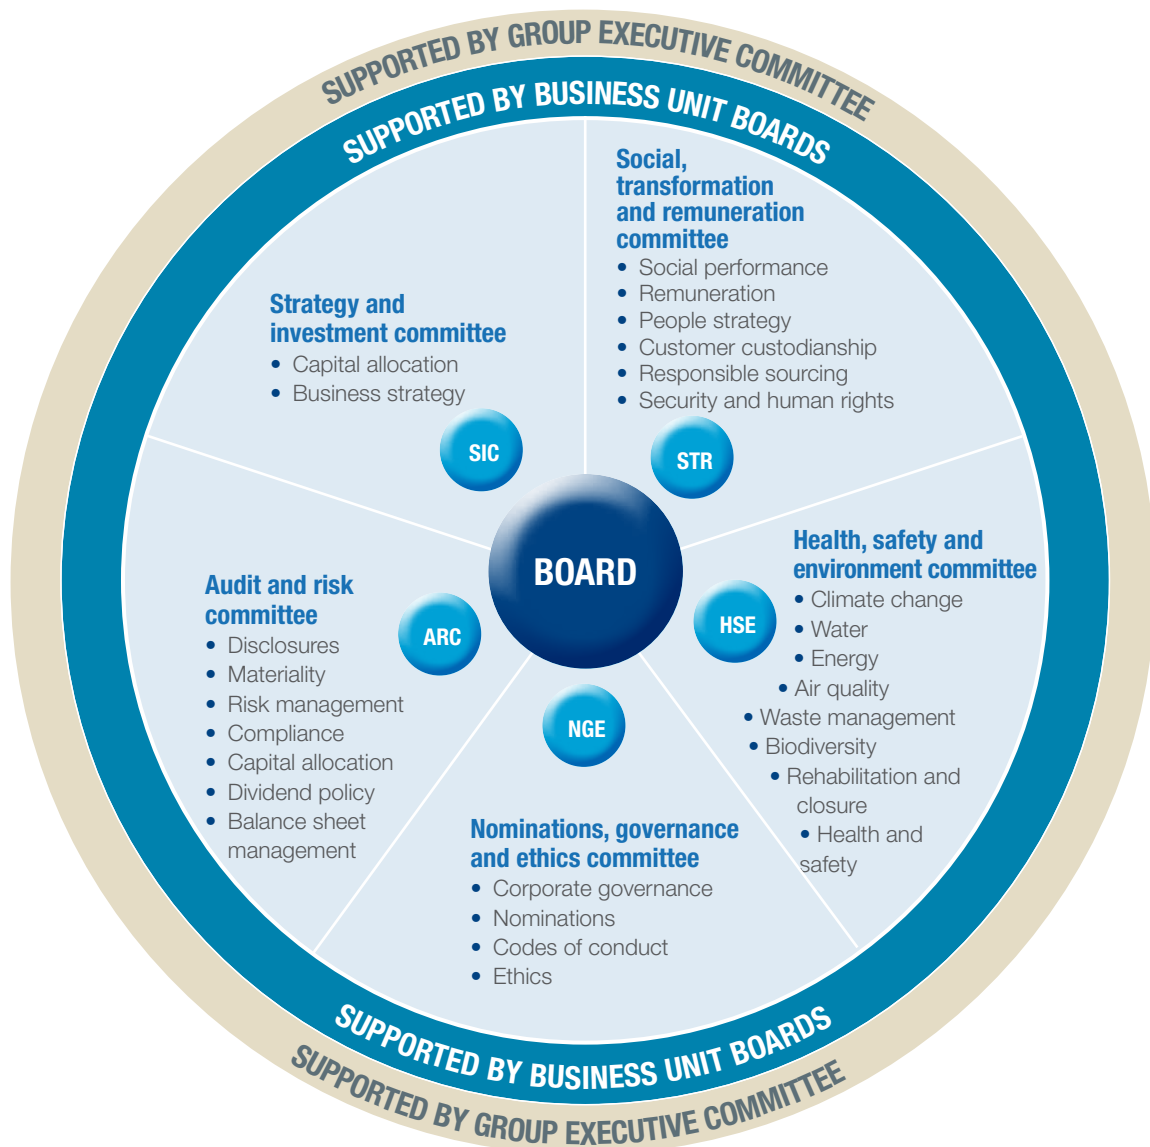 SUPPORTED BY GROUP EXECUTIVE COMMITTEE
SUPPORTED BY BUSINESS UNIT BOARDS
Social,
transformation
and remuneration
committee
• Social performance
• Remuneration
• People strategy
• Customer custodianship
• Responsible sourcing
• Security and human rights
STR
Strategy and
investment committee
• Capital allocation
• Business strategy
SIC
BOARD
Health, safety and
environment committee
• Climate change
• Water
• Energy
• Air quality
• Waste management
• Biodiversity
• Rehabilitation and
closure
• Health and
safety
HSE
Audit and risk
committee
• Disclosures
• Materiality
• Risk management
• Compliance
• Capital allocation
• Dividend policy
• Balance sheet
management
ARC
NGE
Nominations, governance
and ethics committee
• Corporate governance
• Nominations
• Codes of conduct
• Ethics
SUPPORTED BY BUSINESS UNIT BOARDS
SUPPORTED BY GROUP EXECUTIVE COMMITTEE